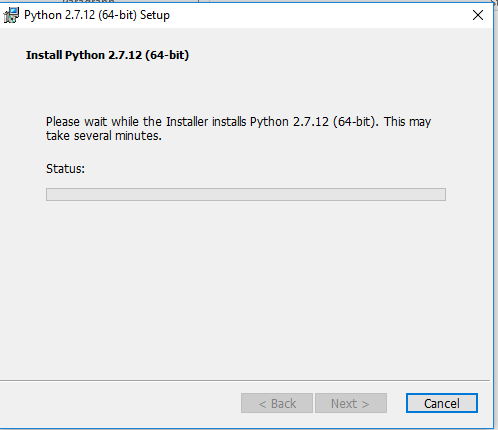 Paragraph
Python 2.7.12 (64-bit) Setup
Install Python 2.7.12 (64-bit)
Please wait while the Installer installs Python 2.7.12 (64-bit). This may
take several minutes.
Status:
< Back
Next >
Cancel